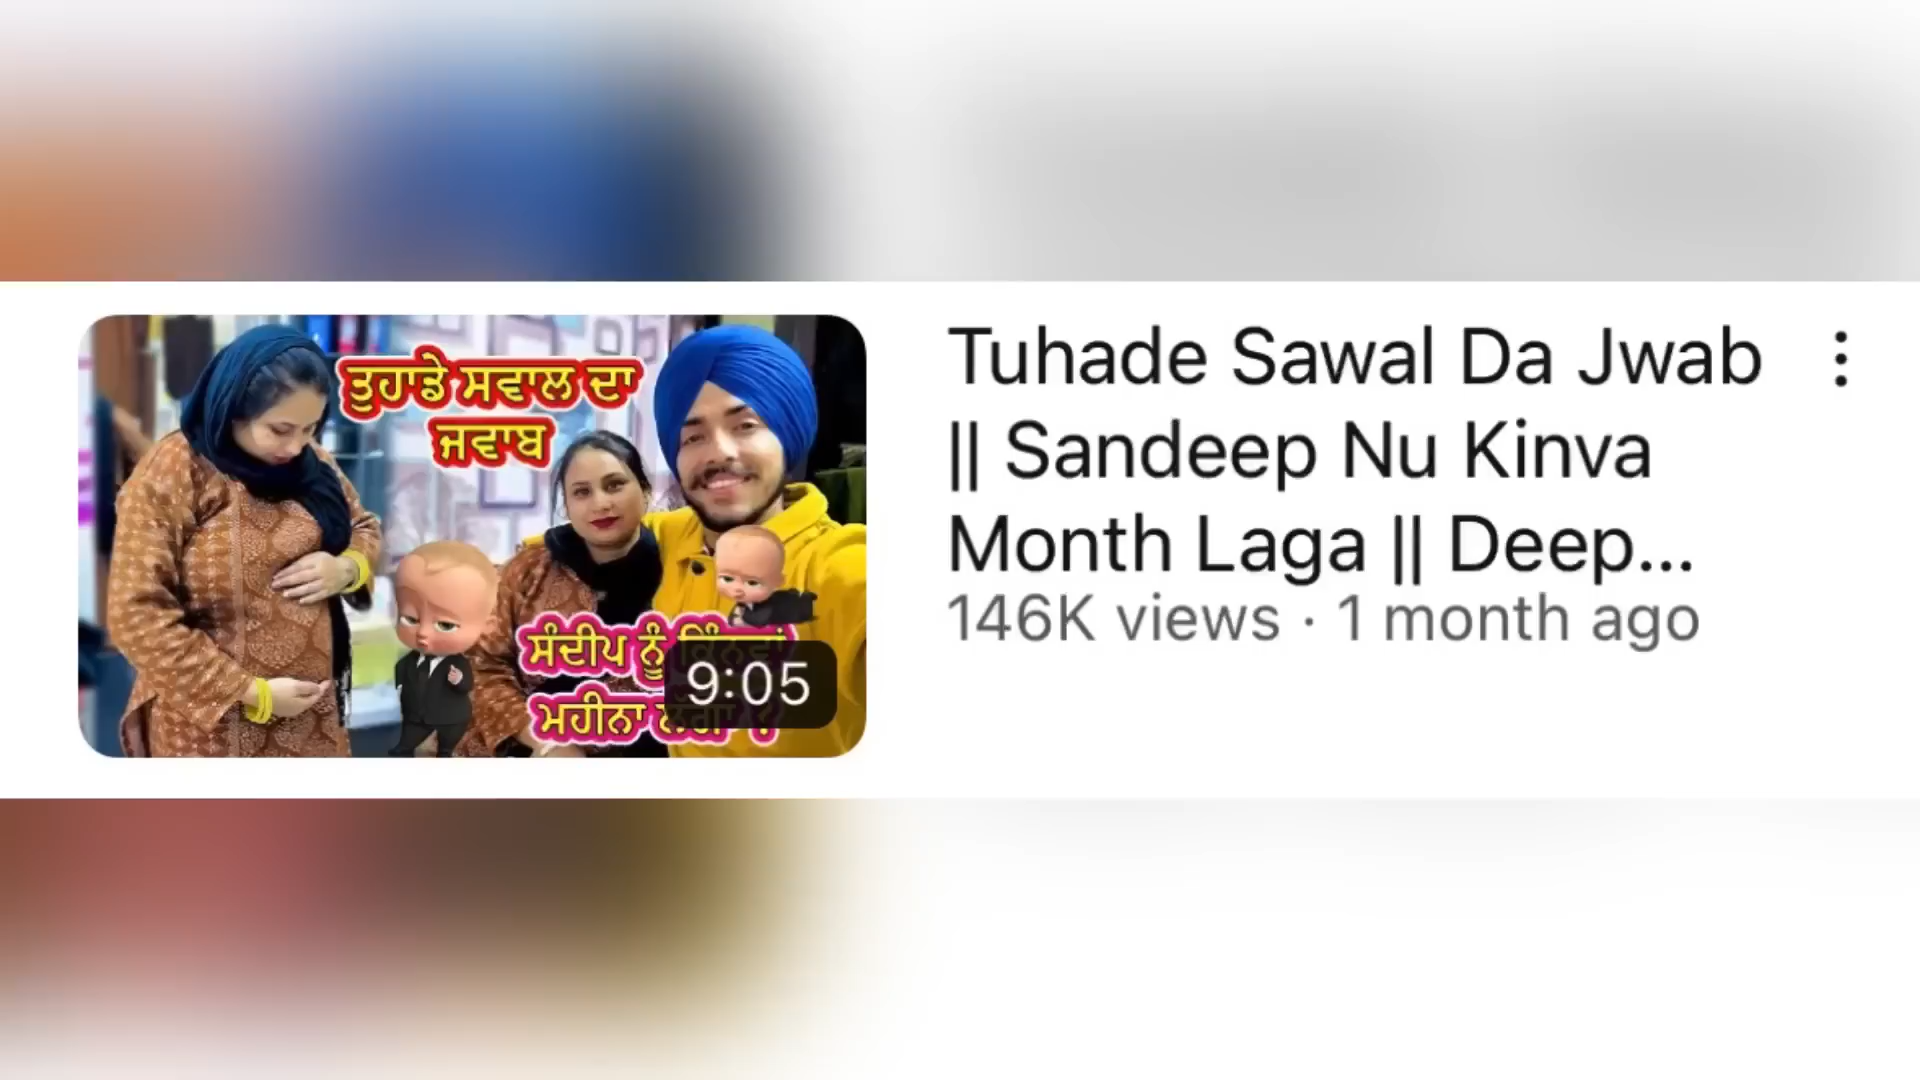 ਤੁਹਾਡੇ ਸਵਾਲ ਦਾ
ਜਵਾਬ
ਸੰਦੀਪ ਨੂੰ ਕਿੰਨਵਾਂ
ਮਹੀਨਾ ਲੱਗਾ ?
9:05
Tuhade Sawal Da Jwab
|| Sandeep Nu Kinva
Month Laga || Deep...
146K views · 1 month ago